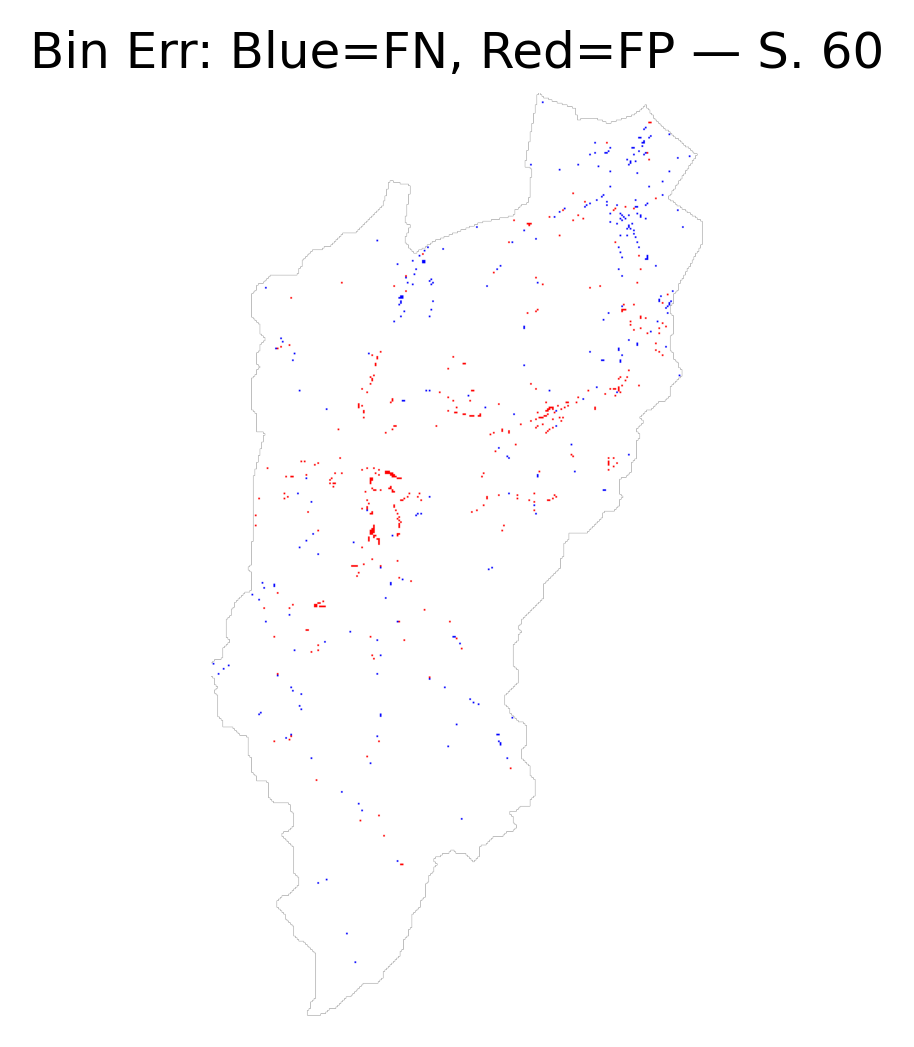 Bin Err: Blue=FN, Red=FP — S. 60